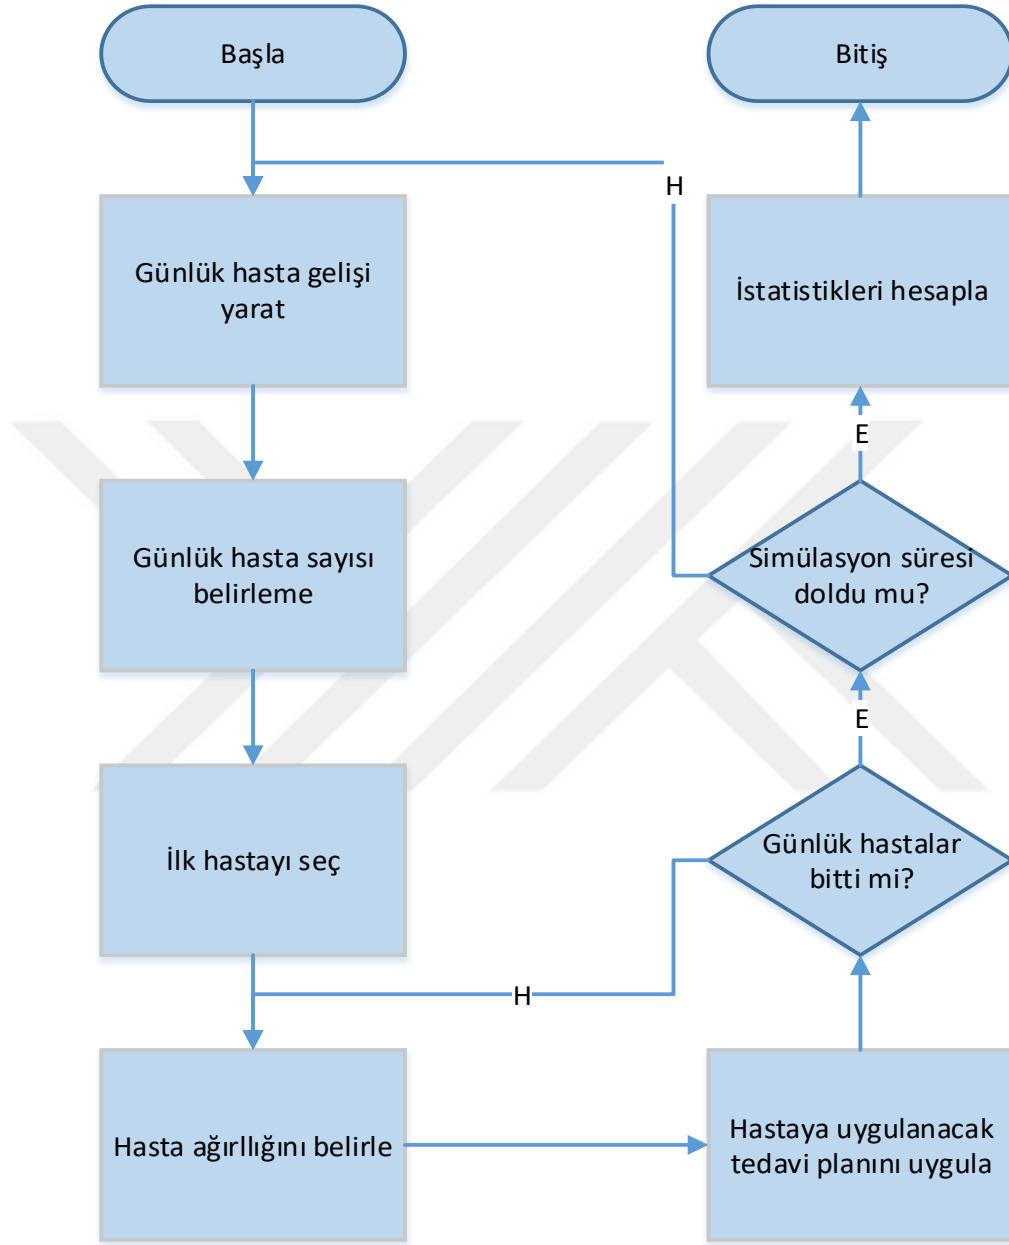 Başla
Günlük hasta gelişi
yarat
Günlük hasta sayısı
belirleme
İlk hastayı seç
Hasta ağırllığını belirle
Hastaya uygulanacak
tedavi planını uygula
Günlük hastalar
bitti mi?
H
E
Simülasyon süresi
doldu mu?
H
E
İstatistikleri hesapla
Bitiş